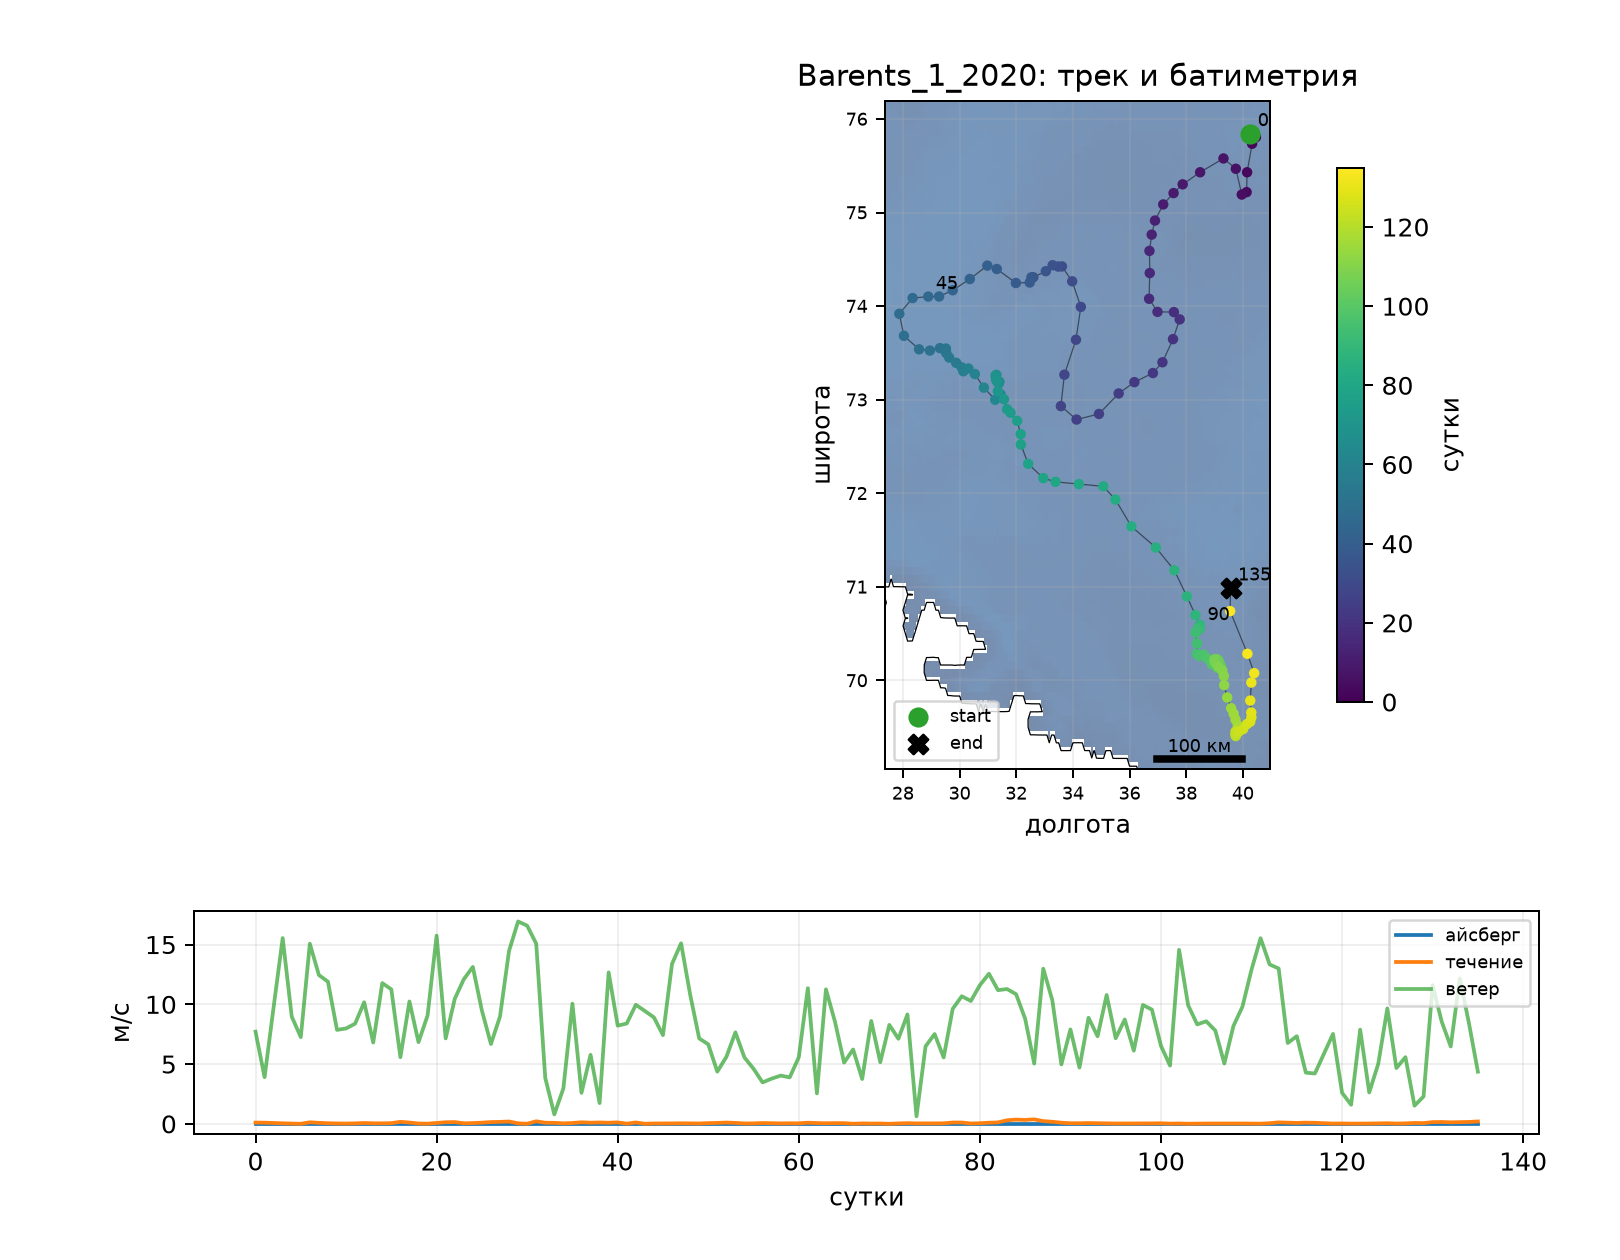 Barents_1_2020: трек и батиметрия
76
75
74
73
72
71
70
широта
0
45
90
135
start
end
100 км
28 30 32 34 36 38 40
долгота
120
100
80
60
40
20
0
сутки
15
10
5
0
м/с
айсберг
течение
ветер
0 20 40 60 80 100 120 140
сутки